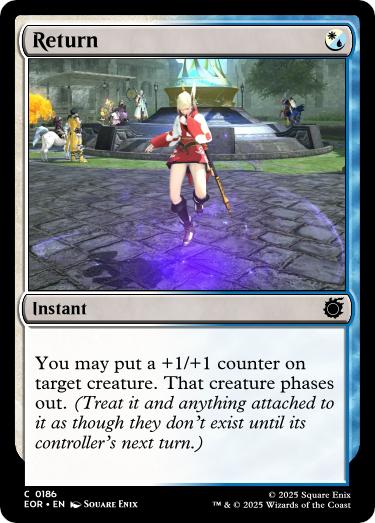 Return
Instant
You may put a +1/+1 counter on
target creature. That creature phases
out. (Treat it and anything attached to
it as though they don't exist until its
controller's next turn.)
C 0186
EOR • EN Square Enix
© 2025 Square Enix
™ & © 2025 Wizards of the Coast